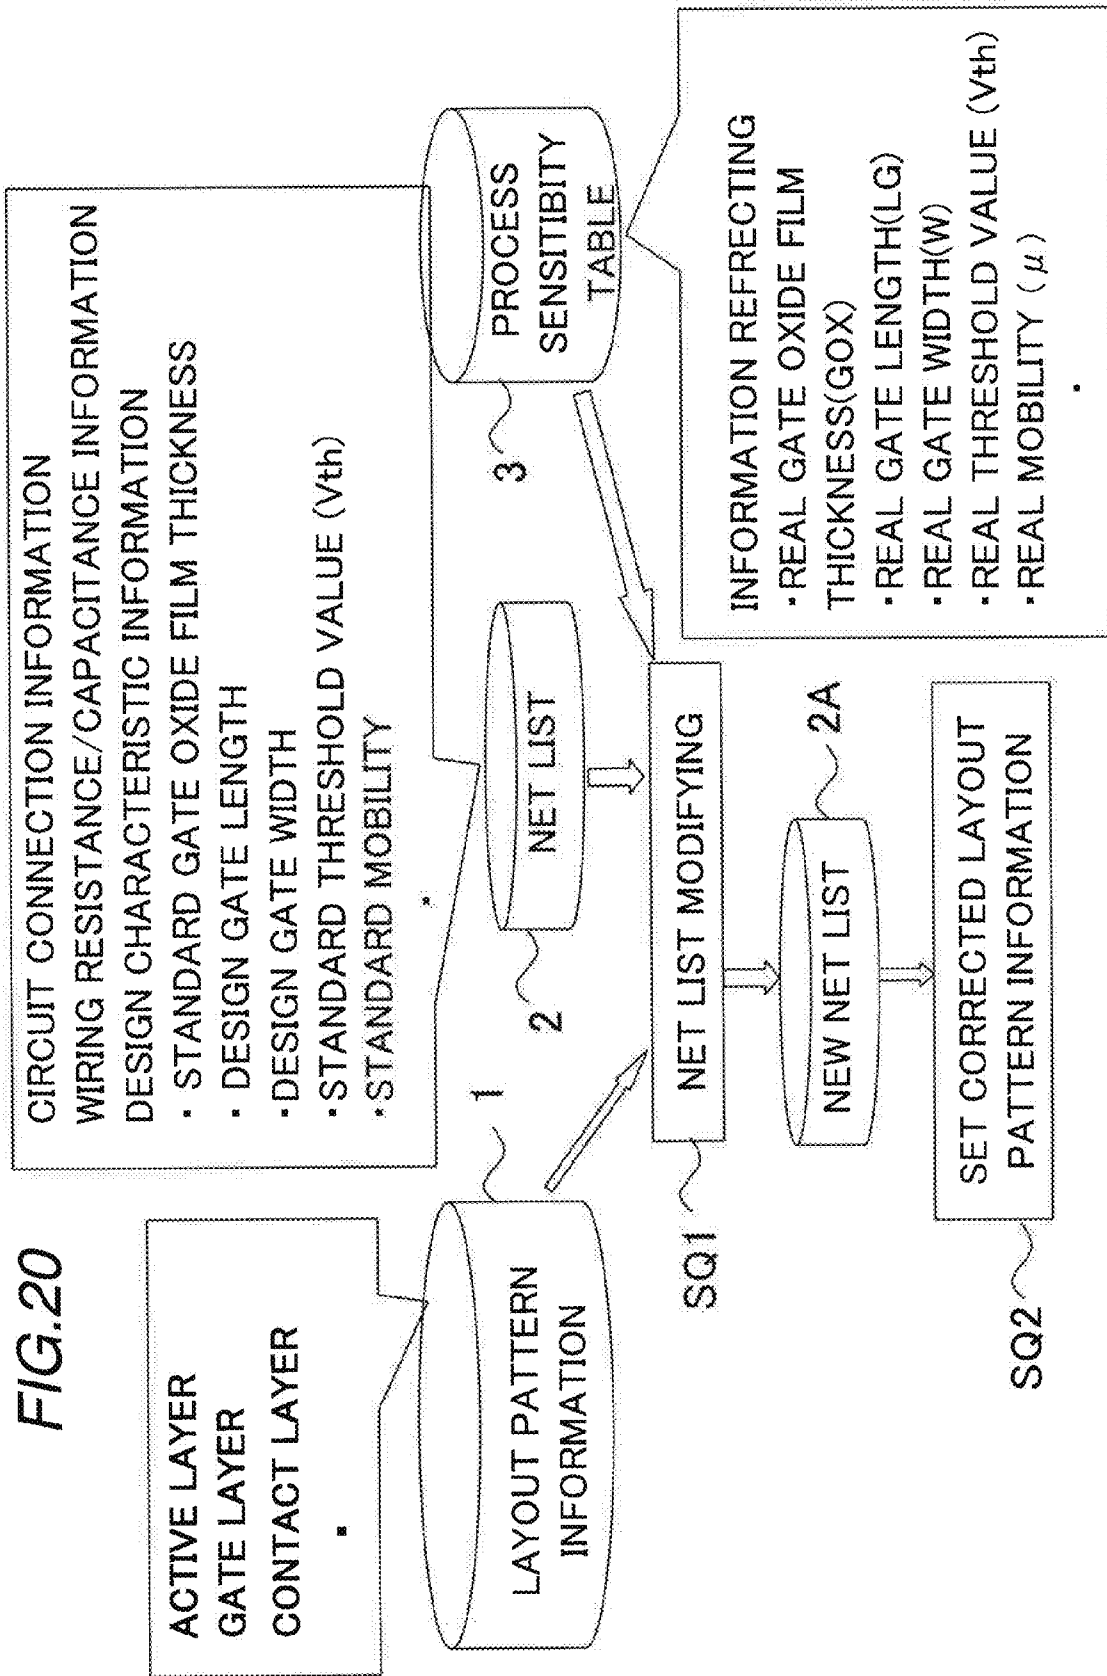 FIG.20
ACTIVE LAYER
GATE LAYER
CONTACT LAYER
.
CIRCUIT CONNECTION INFORMATION
WIRING RESISTANCE/CAPACITANCE INFORMATION
DESIGN CHARACTERISTIC INFORMATION
・ STANDARD GATE OXIDE FILM THICKNESS
・ DESIGN GATE LENGTH
・DESIGN GATE WIDTH
・STANDARD THRESHOLD VALUE (Vth)
・STANDARD MOBILITY
.
LAYOUT PATTERN
INFORMATION
1
NET LIST
2
PROCESS
SENSITIBITY
TABLE
3
INFORMATION REFRECTING
・REAL GATE OXIDE FILM
THICKNESS(GOX)
・REAL GATE LENGTH(LG)
・REAL GATE WIDTH(W)
・REAL THRESHOLD VALUE (Vth)
・REAL MOBILITY (μ)
.
NET LIST MODIFYING
SQ1
NEW NET LIST
2A
SET CORRECTED LAYOUT
PATTERN INFORMATION
SQ2